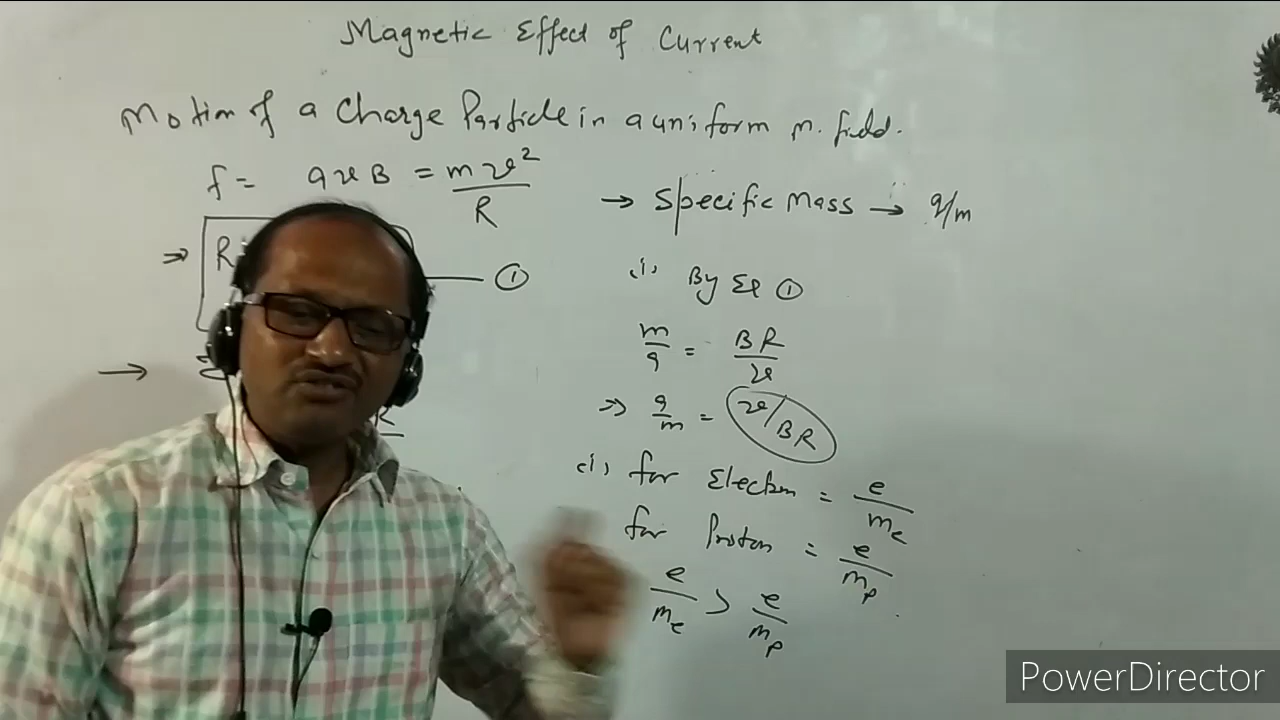 Magnetic Effect of Current
Motion of a Charge Particle in a uniform m. field.
f = qvB = mv²/R
⇒ R
— ①
→
→ Specific Mass → q/m
(i) By Eq ①
m/q = BR/v
⇒ q/m = v/BR
(i) for Electron = e/mₑ
for Proton = e/mₚ
e/mₑ > e/mₚ
PowerDirector